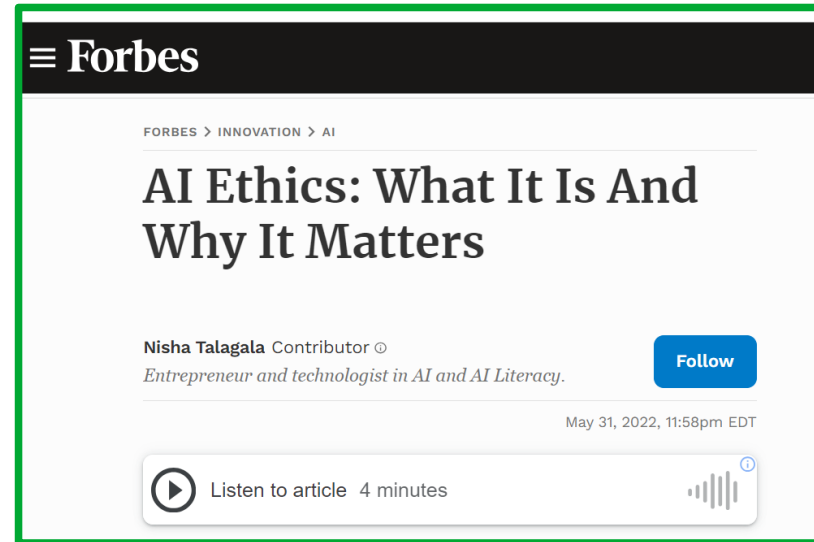 Forbes
FORBES > INNOVATION > AI
AI Ethics: What It Is And
Why It Matters
Nisha Talagala Contributor
Follow
Entrepreneur and technologist in AI and AI Literacy.
May 31, 2022, 11:58pm EDT
Listen to article 4 minutes